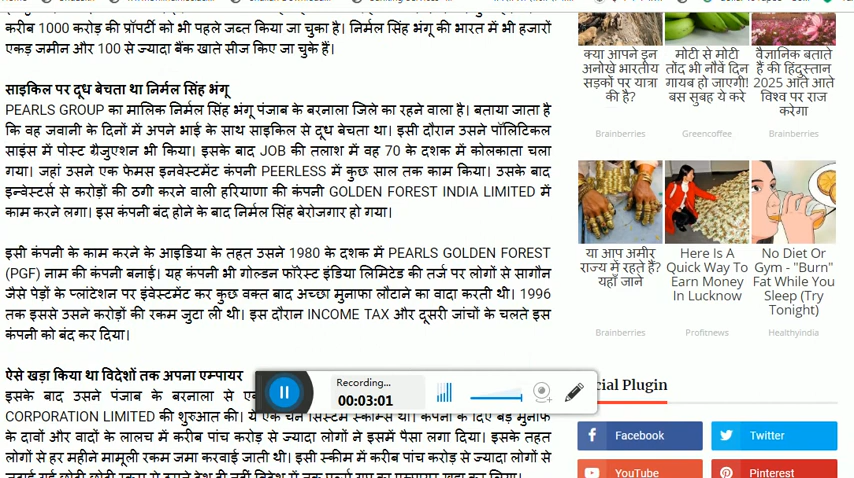 करीब 1000 करोड़ की प्रॉपर्टी को भी पहले जब्त किया जा चुका है। निर्मल सिंह भंगू की भारत में भी हजारों
एकड़ जमीन और 100 से ज्यादा बैंक खाते सीज किए जा चुके हैं।
साइकिल पर दूध बेचता था निर्मल सिंह भंगू
PEARLS GROUP का मालिक निर्मल सिंह भंगू पंजाब के बरनाला जिले का रहने वाला है। बताया जाता है
कि वह जवानी के दिनों में अपने भाई के साथ साइकिल से दूध बेचता था। इसी दौरान उसने पॉलिटिकल
साइंस में पोस्ट ग्रैजुएशन भी किया। इसके बाद JOB की तलाश में वह 70 के दशक में कोलकाता चला
गया। जहां उसने एक फेमस इनवेस्टमेंट कंपनी PEERLESS में कुछ साल तक काम किया। उसके बाद
इन्वेस्टर्स से करोड़ों की ठगी करने वाली हरियाणा की कंपनी GOLDEN FOREST INDIA LIMITED में
काम करने लगा। इस कंपनी बंद होने के बाद निर्मल सिंह बेरोजगार हो गया।
इसी कंपनी के काम करने के आइडिया के तहत उसने 1980 के दशक में PEARLS GOLDEN FOREST
(PGF) नाम की कंपनी बनाई। यह कंपनी भी गोल्डन फॉरेस्ट इंडिया लिमिटेड की तर्ज पर लोगों से सागौन
जैसे पेड़ों के प्लांटेशन पर इंवेस्टमेंट कर कुछ वक्त बाद अच्छा मुनाफा लौटाने का वादा करती थी। 1996
तक इससे उसने करोड़ों की रकम जुटा ली थी। इस दौरान INCOME TAX और दूसरी जांचों के चलते इस
कंपनी को बंद कर दिया।
ऐसे खड़ा किया था विदेशों तक अपना एम्पायर
इसके बाद उसने पंजाब के बरनाला से
CORPORATION LIMITED की शुरुआत की। ये एक चेन सिस्टम स्कीम्स थी। कंपनी के दिए बड़े मुनाफे
के दावों और वादों के लालच में करीब पांच करोड़ से ज्यादा लोगों ने इसमें पैसा लगा दिया। इसके तहत
लोगों से हर महीने मामूली रकम जमा करवाई जाती थी। इसी स्कीम में करीब पांच करोड़ से ज्यादा लोगों से
Recording...
00:03:01
क्या आपने इन
अनोखे भारतीय
सड़कों पर यात्रा
की है?
Brainberries
मोटी से मोटी
तोंद भी नौवें दिन
गायब हो जाएगी!
बस सुबह ये करे
Greencoffee
वैज्ञानिक बताते
हैं की हिंदुस्तान
2025 आते आते
विश्व पर राज
करेगा
Brainberries
या आप अमीर
राज्य में रहते हैं?
यहाँ जाने
Brainberries
Here Is A
Quick Way To
Earn Money
In Lucknow
Profitnews
No Diet Or
Gym - "Burn"
Fat While You
Sleep (Try
Tonight)
Healthyindia
cial Plugin
Facebook
Twitter
YouTube
Pinterest